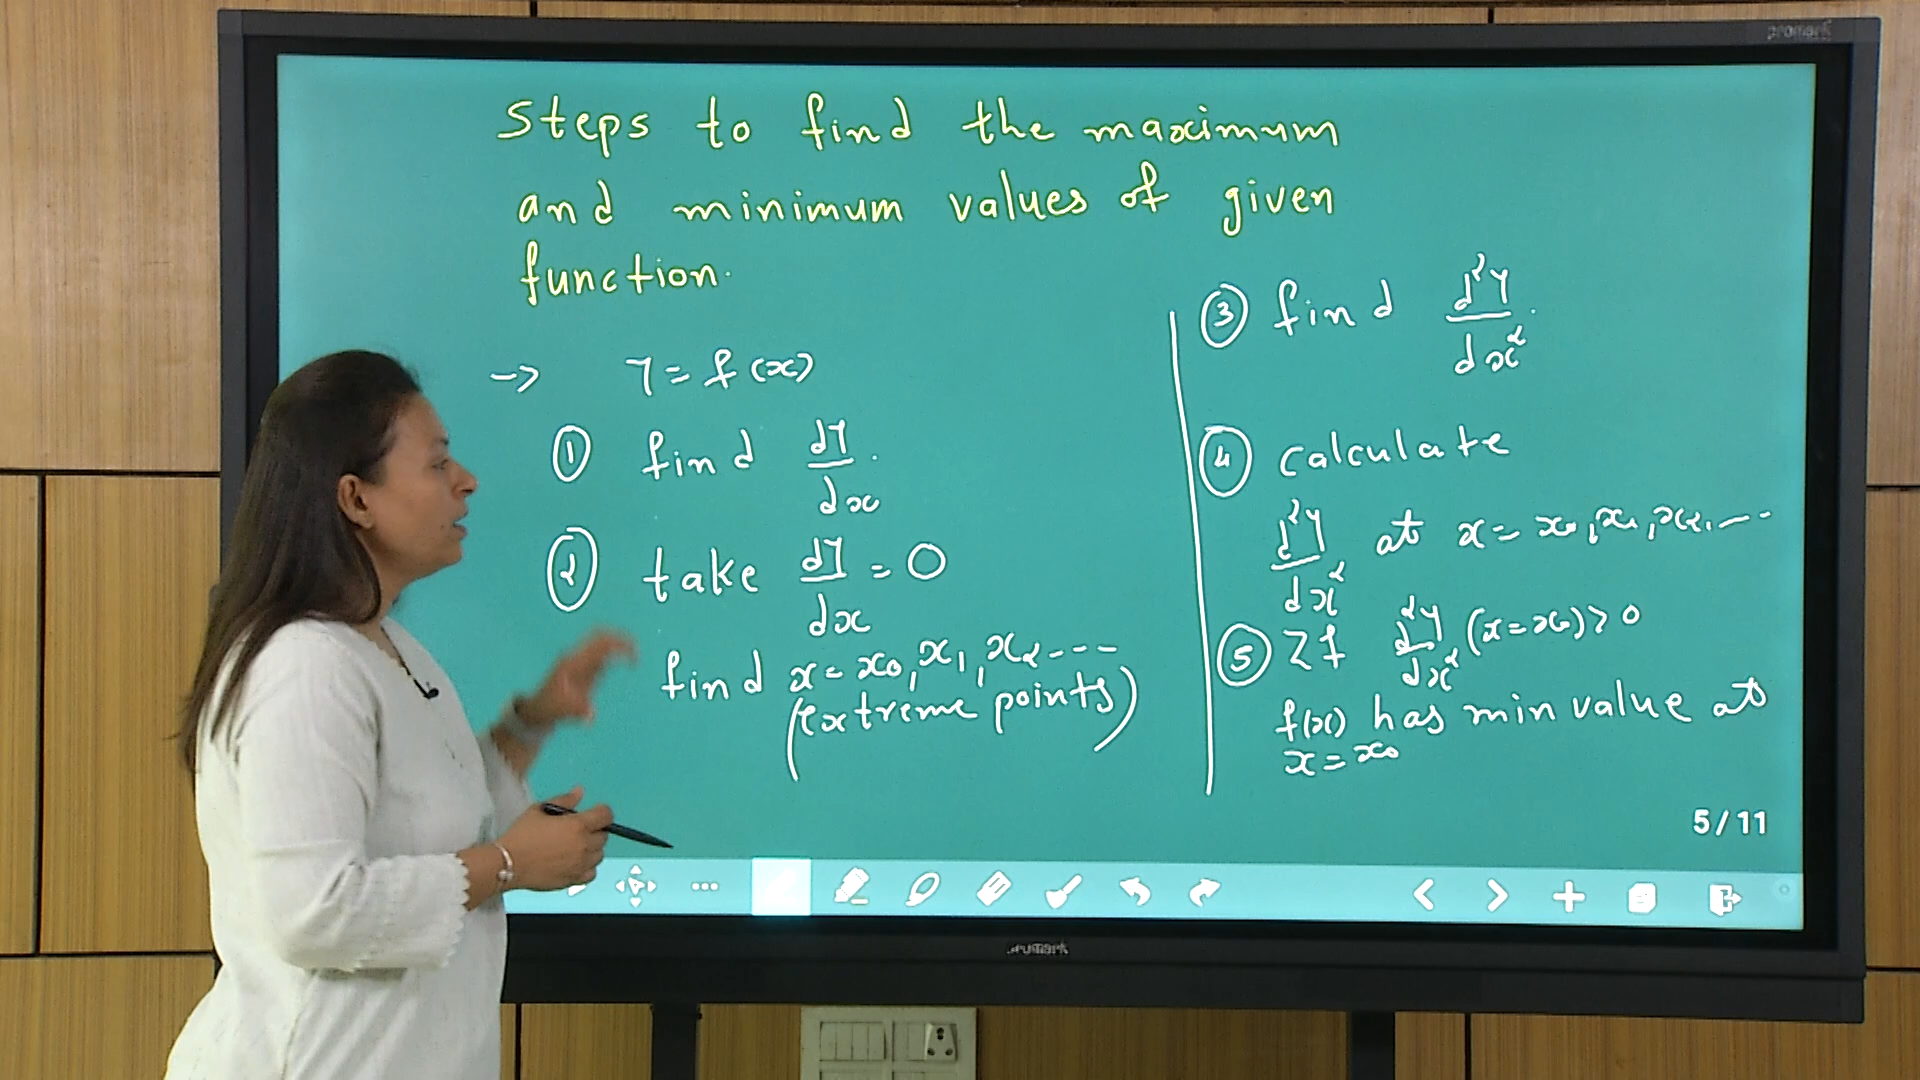 promark
Steps to find the maximum
and minimum values of given
function.
-> y = f(x)
① find dy/dx.
② take dy/dx = 0
find x = x₀, x₁, x₂ ---
(extreme points)
③ find d²y/dx².
④ calculate
d²y/dx² at x = x₀, x₁, x₂, ---
⑤ If d²y/dx² (x=x₀) > 0
f(x) has min value at
x = x₀
5/11
promark